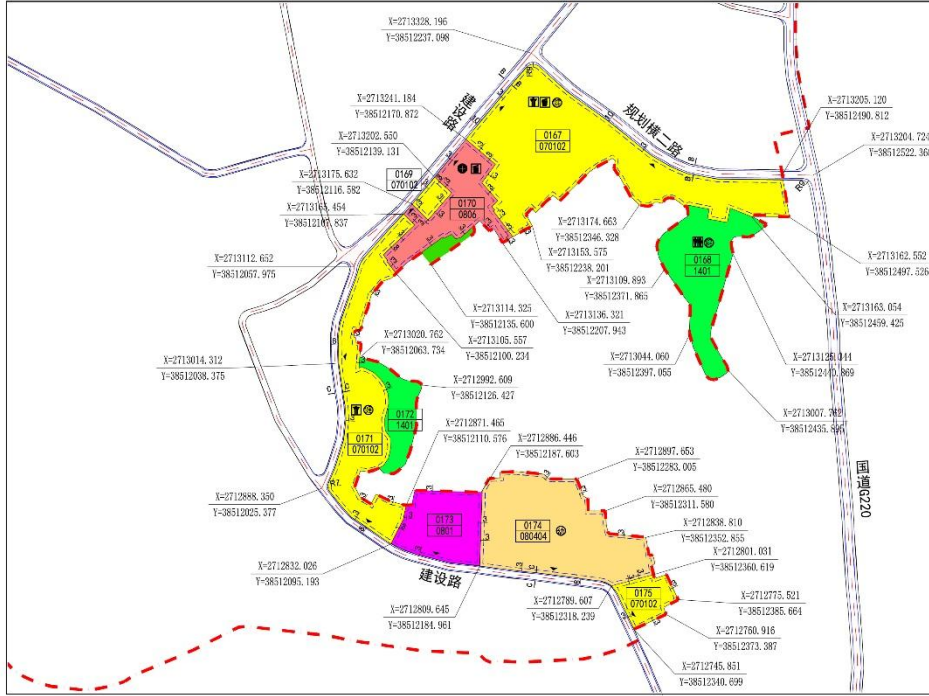 X=2713328.196
Y=38512237.098
X=2713241.184
Y=38512170.872
建设路
X=2713202.550
Y=38512139.131
X=2713175.632
Y=38512116.582
0169
070102
Y=38512107.837
0170
0806
0167
070102
规划横二路
X=2713205.120
Y=38512490.812
X=2713204.724
X=2713112.652
Y=38512057.975
X=2713174.663
Y=38512346.328
X=2713153.575
Y=38512238.201
X=2713109.893
Y=38512371.865
0168
1401
X=2713162.552
Y=38512497.526
X=2713114.325
Y=38512135.600
X=2713136.321
Y=38512207.943
X=2713163.054
Y=38512459.425
X=2713105.557
Y=38512100.234
X=2713020.762
Y=38512063.734
X=2713014.312
Y=38512038.375
X=2713044.060
Y=38512397.055
X=2712992.609
Y=38512126.427
X=2713007.762
0172
1401
X=2712871.465
Y=38512110.576
X=2712886.446
Y=38512187.603
0171
070102
X=2712897.653
Y=38512283.005
国道G220
X=2712865.480
Y=38512311.580
X=2712888.350
Y=38512025.377
0173
0801
0174
080404
X=2712838.810
Y=38512352.855
X=2712801.031
Y=38512360.619
X=2712832.026
Y=38512095.193
建设路
0175
070102
X=2712775.521
Y=38512385.664
X=2712809.645
Y=38512184.961
X=2712789.607
Y=38512318.239
X=2712760.916
Y=38512373.387
X=2712745.851
Y=38512340.699